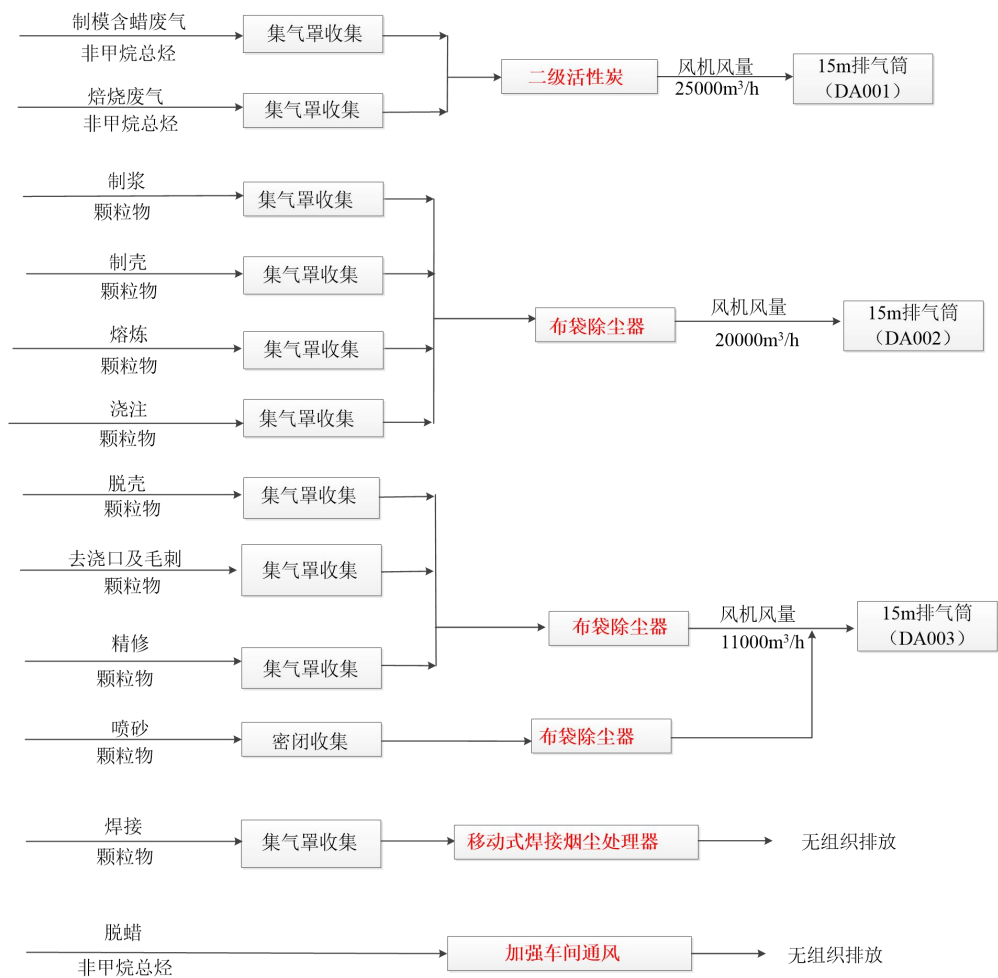 制模含蜡废气
非甲烷总烃
集气罩收集
焙烧废气
非甲烷总烃
集气罩收集
二级活性炭
风机风量
25000m³/h
15m排气筒
（DA001）
制浆
颗粒物
集气罩收集
制壳
颗粒物
集气罩收集
熔炼
颗粒物
集气罩收集
浇注
颗粒物
集气罩收集
布袋除尘器
风机风量
20000m³/h
15m排气筒
（DA002）
脱壳
颗粒物
集气罩收集
去浇口及毛刺
颗粒物
集气罩收集
精修
颗粒物
集气罩收集
布袋除尘器
风机风量
11000m³/h
15m排气筒
（DA003）
喷砂
颗粒物
密闭收集
布袋除尘器
焊接
颗粒物
集气罩收集
移动式焊接烟尘处理器
无组织排放
脱蜡
非甲烷总烃
加强车间通风
无组织排放